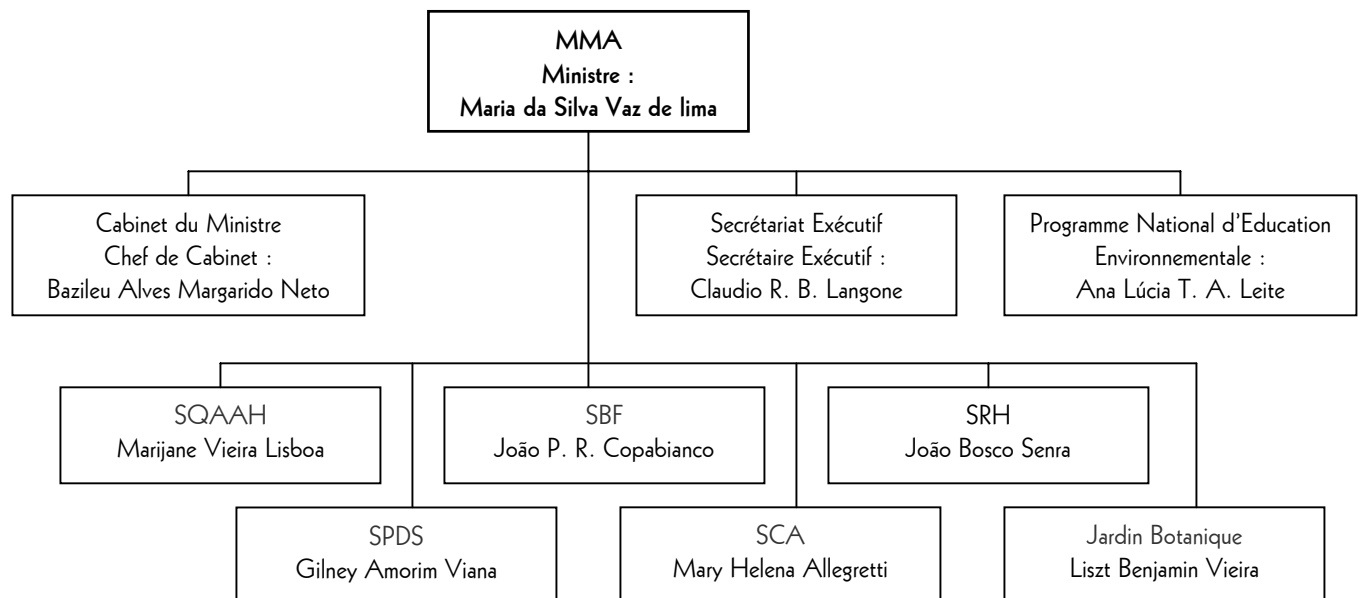 MMA
Ministre :
Maria da Silva Vaz de lima
Cabinet du Ministre
Chef de Cabinet :
Bazileu Alves Margarido Neto
Secrétariat Exécutif
Secrétaire Exécutif :
Claudio R. B. Langone
Programme National d'Education
Environnementale :
Ana Lúcia T. A. Leite
SQAAH
Marijane Vieira Lisboa
SBF
João P. R. Copabianco
SRH
João Bosco Senra
SPDS
Gilney Amorim Viana
SCA
Mary Helena Allegretti
Jardin Botanique
Liszt Benjamin Vieira